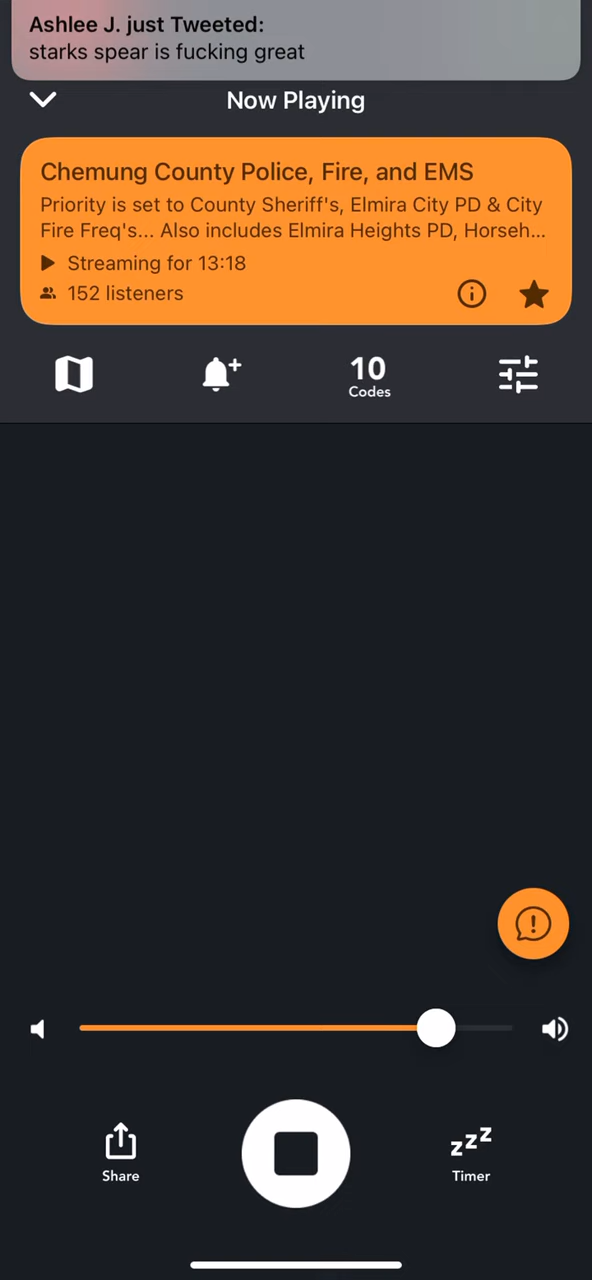 Ashlee J. just Tweeted:
starks spear is fucking great
Now Playing
Chemung County Police, Fire, and EMS
Priority is set to County Sheriff's, Elmira City PD & City
Fire Freq's... Also includes Elmira Heights PD, Horseh...
Streaming for 13:18
152 listeners
10
Codes
zzz
Share
Timer